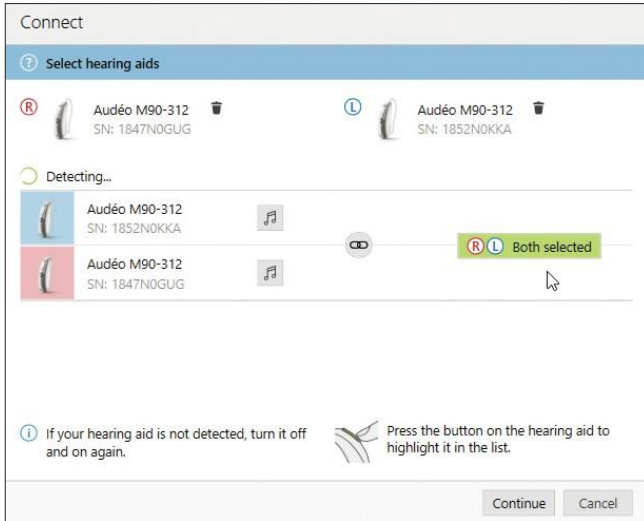 Connect
? Select hearing aids
R Audéo M90-312 L Audéo M90-312
SN: 1847N0GUG SN: 1852N0KKA
Detecting...
Audéo M90-312
SN: 1852N0KKA
R L Both selected
Audéo M90-312
SN: 1847N0GUG
i If your hearing aid is not detected, turn it off
and on again.
Press the button on the hearing aid to
highlight it in the list.
Continue Cancel